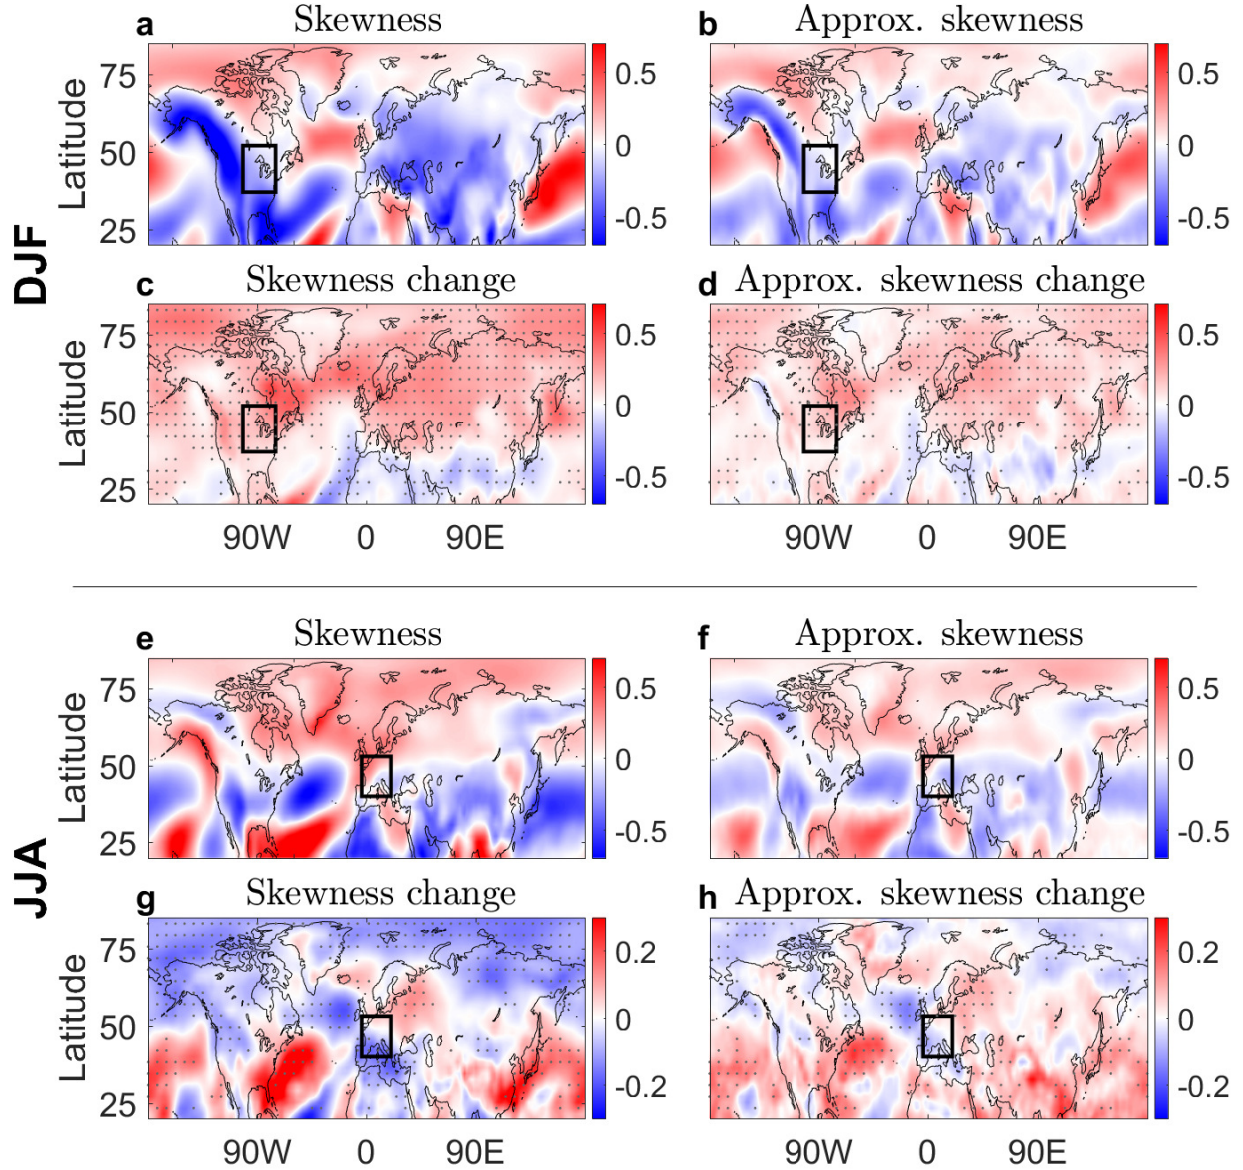 a Skewness
b Approx. skewness
DJF
Latitude
75
50
25
0.5
0
-0.5
0.5
0
-0.5
c Skewness change
d Approx. skewness change
Latitude
75
50
25
0.5
0
-0.5
0.5
0
-0.5
90W 0 90E
90W 0 90E
e Skewness
f Approx. skewness
JJA
Latitude
75
50
25
0.5
0
-0.5
0.5
0
-0.5
g Skewness change
h Approx. skewness change
Latitude
75
50
25
0.2
0
-0.2
0.2
0
-0.2
90W 0 90E
90W 0 90E